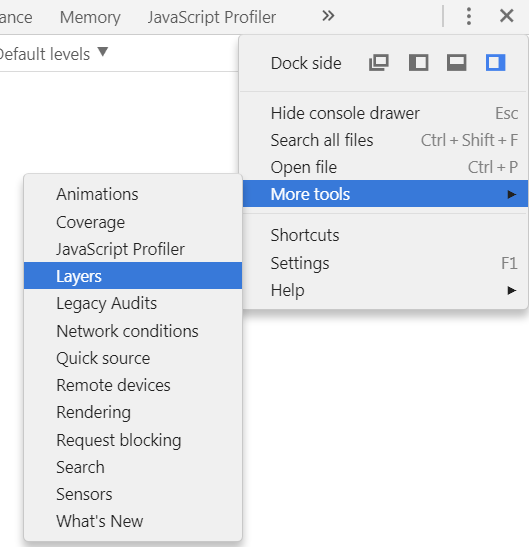 ance Memory JavaScript Profiler »
Default levels ▼
Dock side
Hide console drawer Esc
Search all files Ctrl + Shift + F
Open file Ctrl + P
More tools ▶
Shortcuts
Settings F1
Help ▶
Animations
Coverage
JavaScript Profiler
Layers
Legacy Audits
Network conditions
Quick source
Remote devices
Rendering
Request blocking
Search
Sensors
What's New